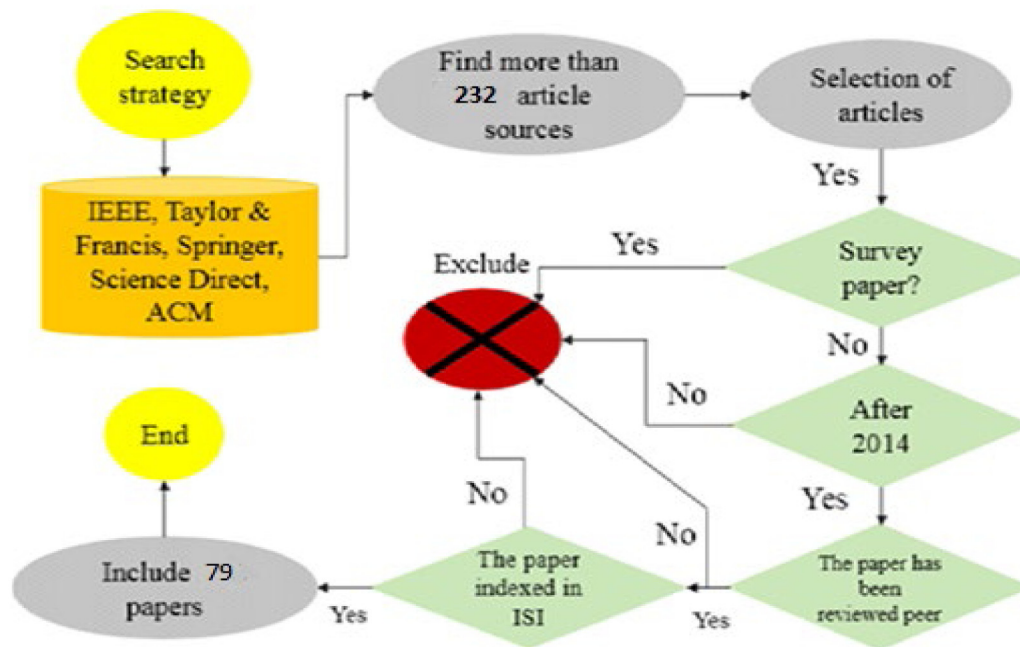 Search
strategy
IEEE, Taylor &
Francis, Springer,
Science Direct,
ACM
Find more than
232 article
sources
Selection of
articles
Yes
Survey
paper?
Yes
Exclude
No
After
2014
No
Yes
The paper has
been
reviewed peer
No
Yes
The paper
indexed in
ISI
No
Yes
Include 79
papers
End